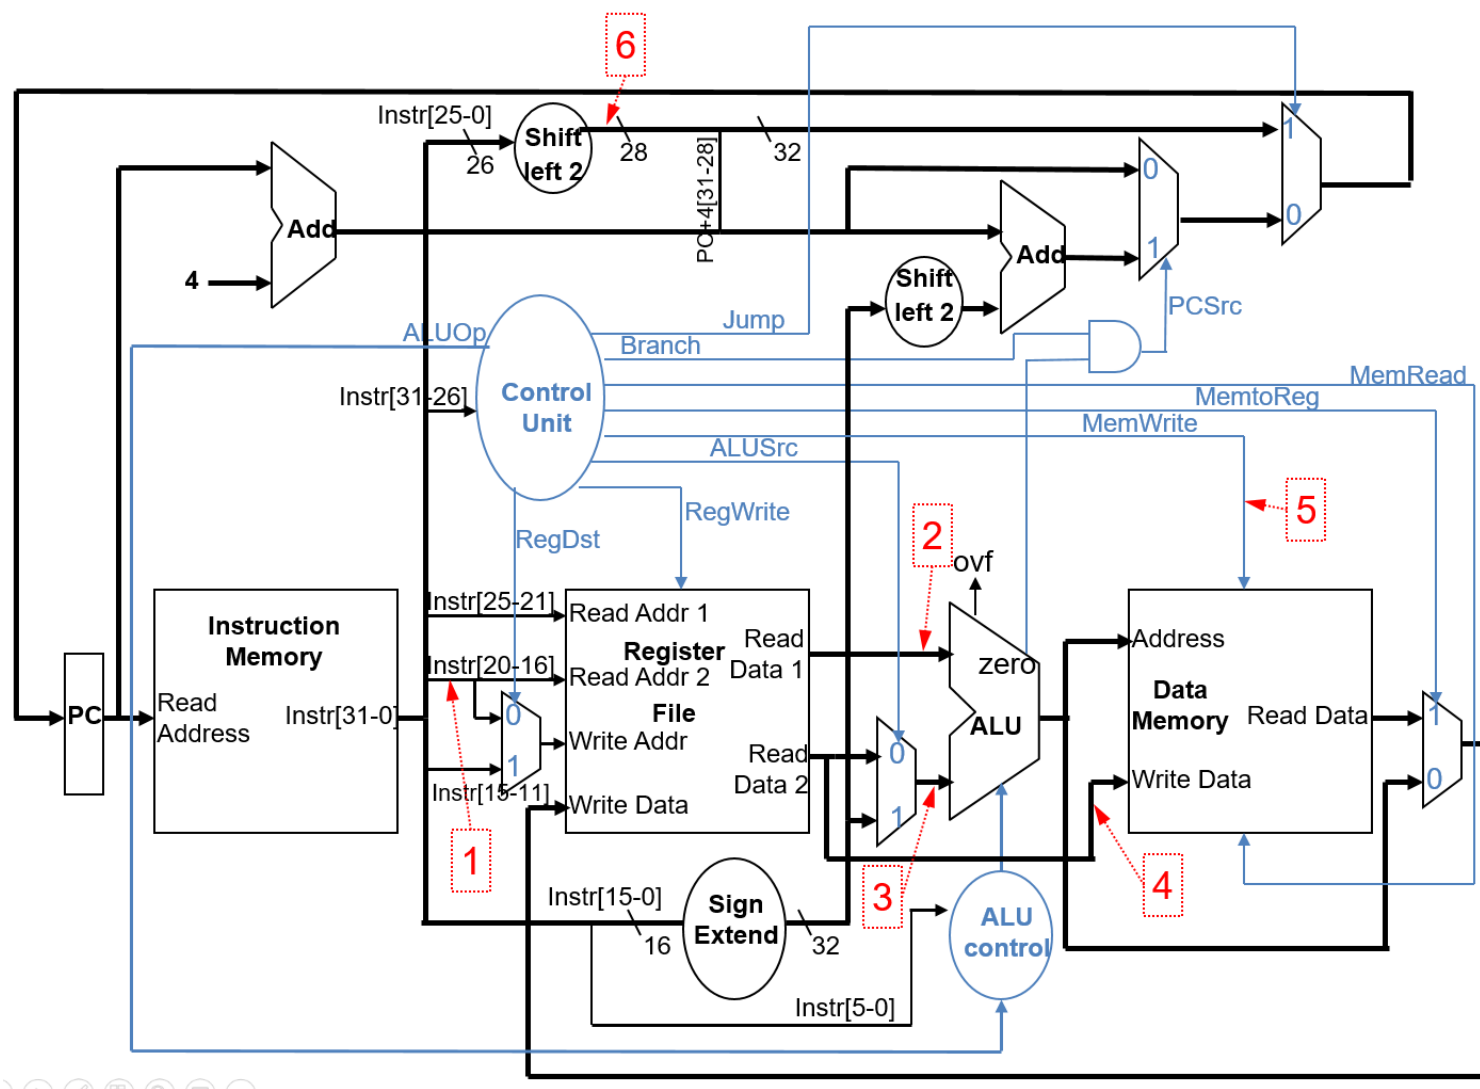 6
Instr[25-0]
26
Shift
left 2
28
32
PC+4[31-28]
1
0
0
1
Add
4
Shift
left 2
Add
PCSrc
ALUOp
Jump
Branch
MemRead
MemtoReg
MemWrite
ALUSrc
Instr[31-26]
Control
Unit
RegWrite
RegDst
5
2
ovf
Instruction
Memory
Read
Address
Instr[31-0]
PC
Instr[25-21]
Read Addr 1
Instr[20-16]
Read Addr 2
Register
File
Read
Data 1
0
1
Write Addr
Instr[15-11]
Write Data
Read
Data 2
0
1
zero
ALU
Address
Data
Memory
Read Data
Write Data
1
0
1
3
4
Instr[15-0]
16
Sign
Extend
32
ALU
control
Instr[5-0]